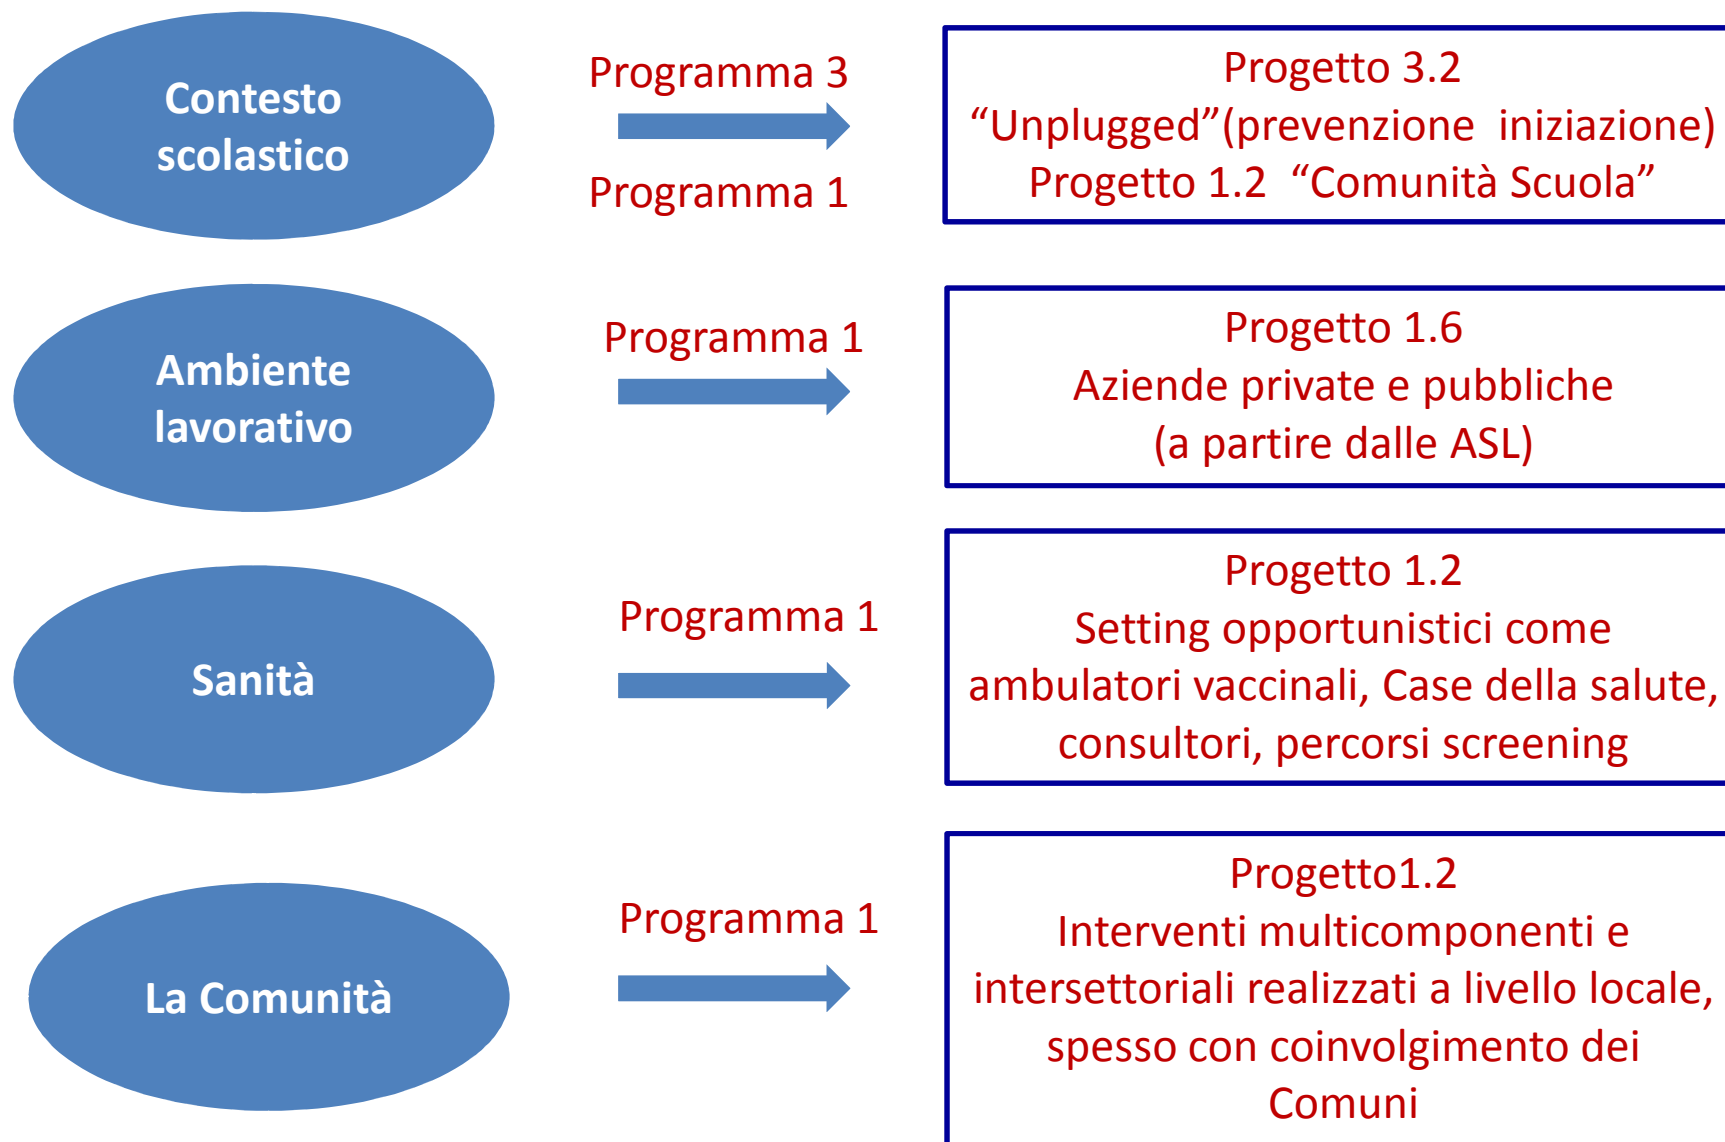 Contesto
scolastico
Programma 3
Programma 1
Progetto 3.2
“Unplugged”(prevenzione iniziazione)
Progetto 1.2 “Comunità Scuola”
Ambiente
lavorativo
Programma 1
Progetto 1.6
Aziende private e pubbliche
(a partire dalle ASL)
Sanità
Programma 1
Progetto 1.2
Setting opportunistici come
ambulatori vaccinali, Case della salute,
consultori, percorsi screening
La Comunità
Programma 1
Progetto1.2
Interventi multicomponenti e
intersettoriali realizzati a livello locale,
spesso con coinvolgimento dei
Comuni